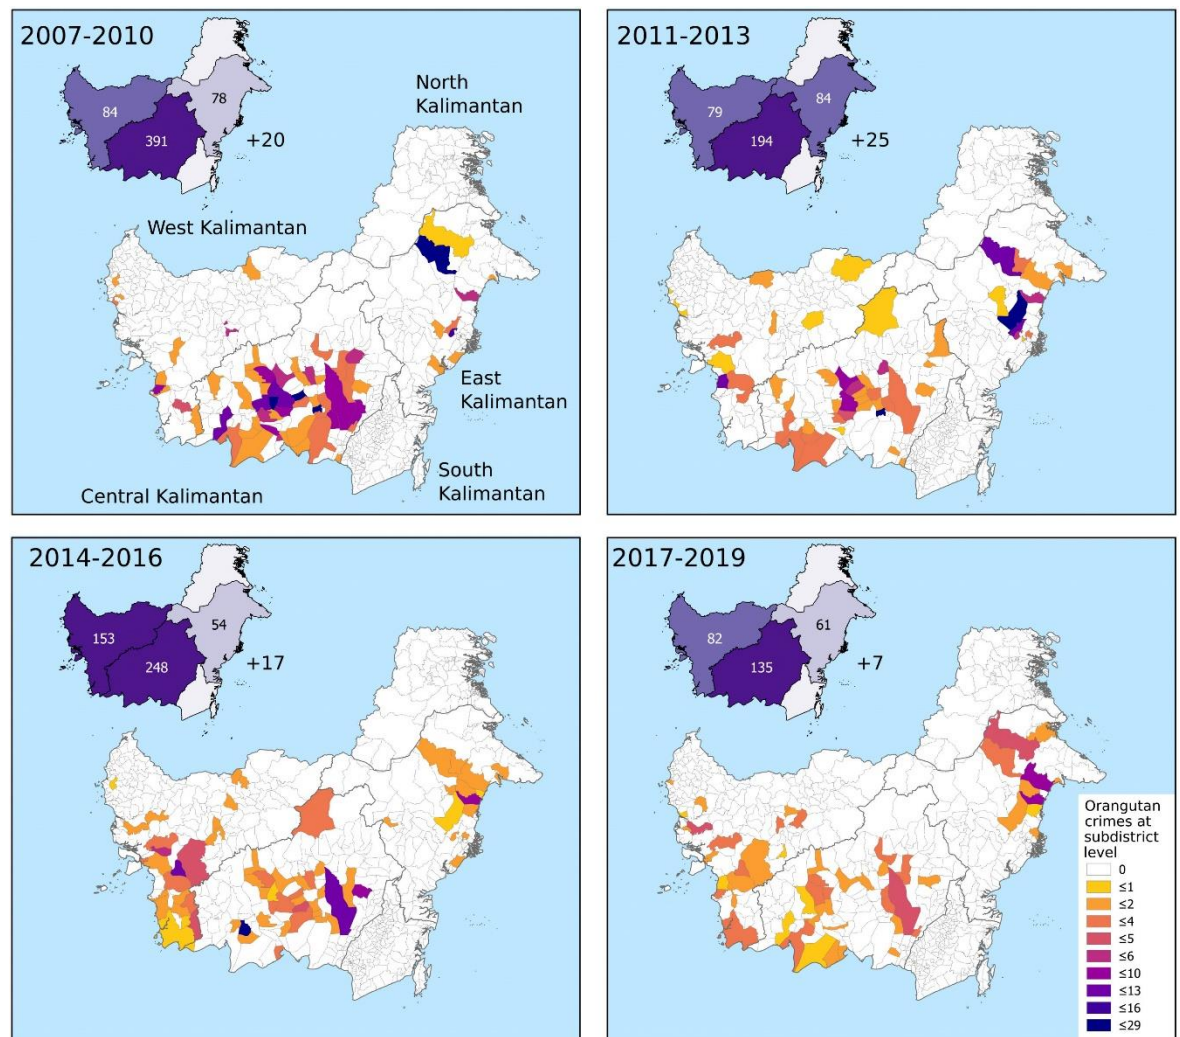 2007-2010
84
78
391
+20
North
Kalimantan
West Kalimantan
East
Kalimantan
South
Kalimantan
Central Kalimantan
2011-2013
79
84
194
+25
2014-2016
153
54
248
+17
2017-2019
82
61
135
+7
Orangutan
crimes at
subdistrict
level
0
≤1
≤2
≤4
≤5
≤6
≤10
≤13
≤16
≤29